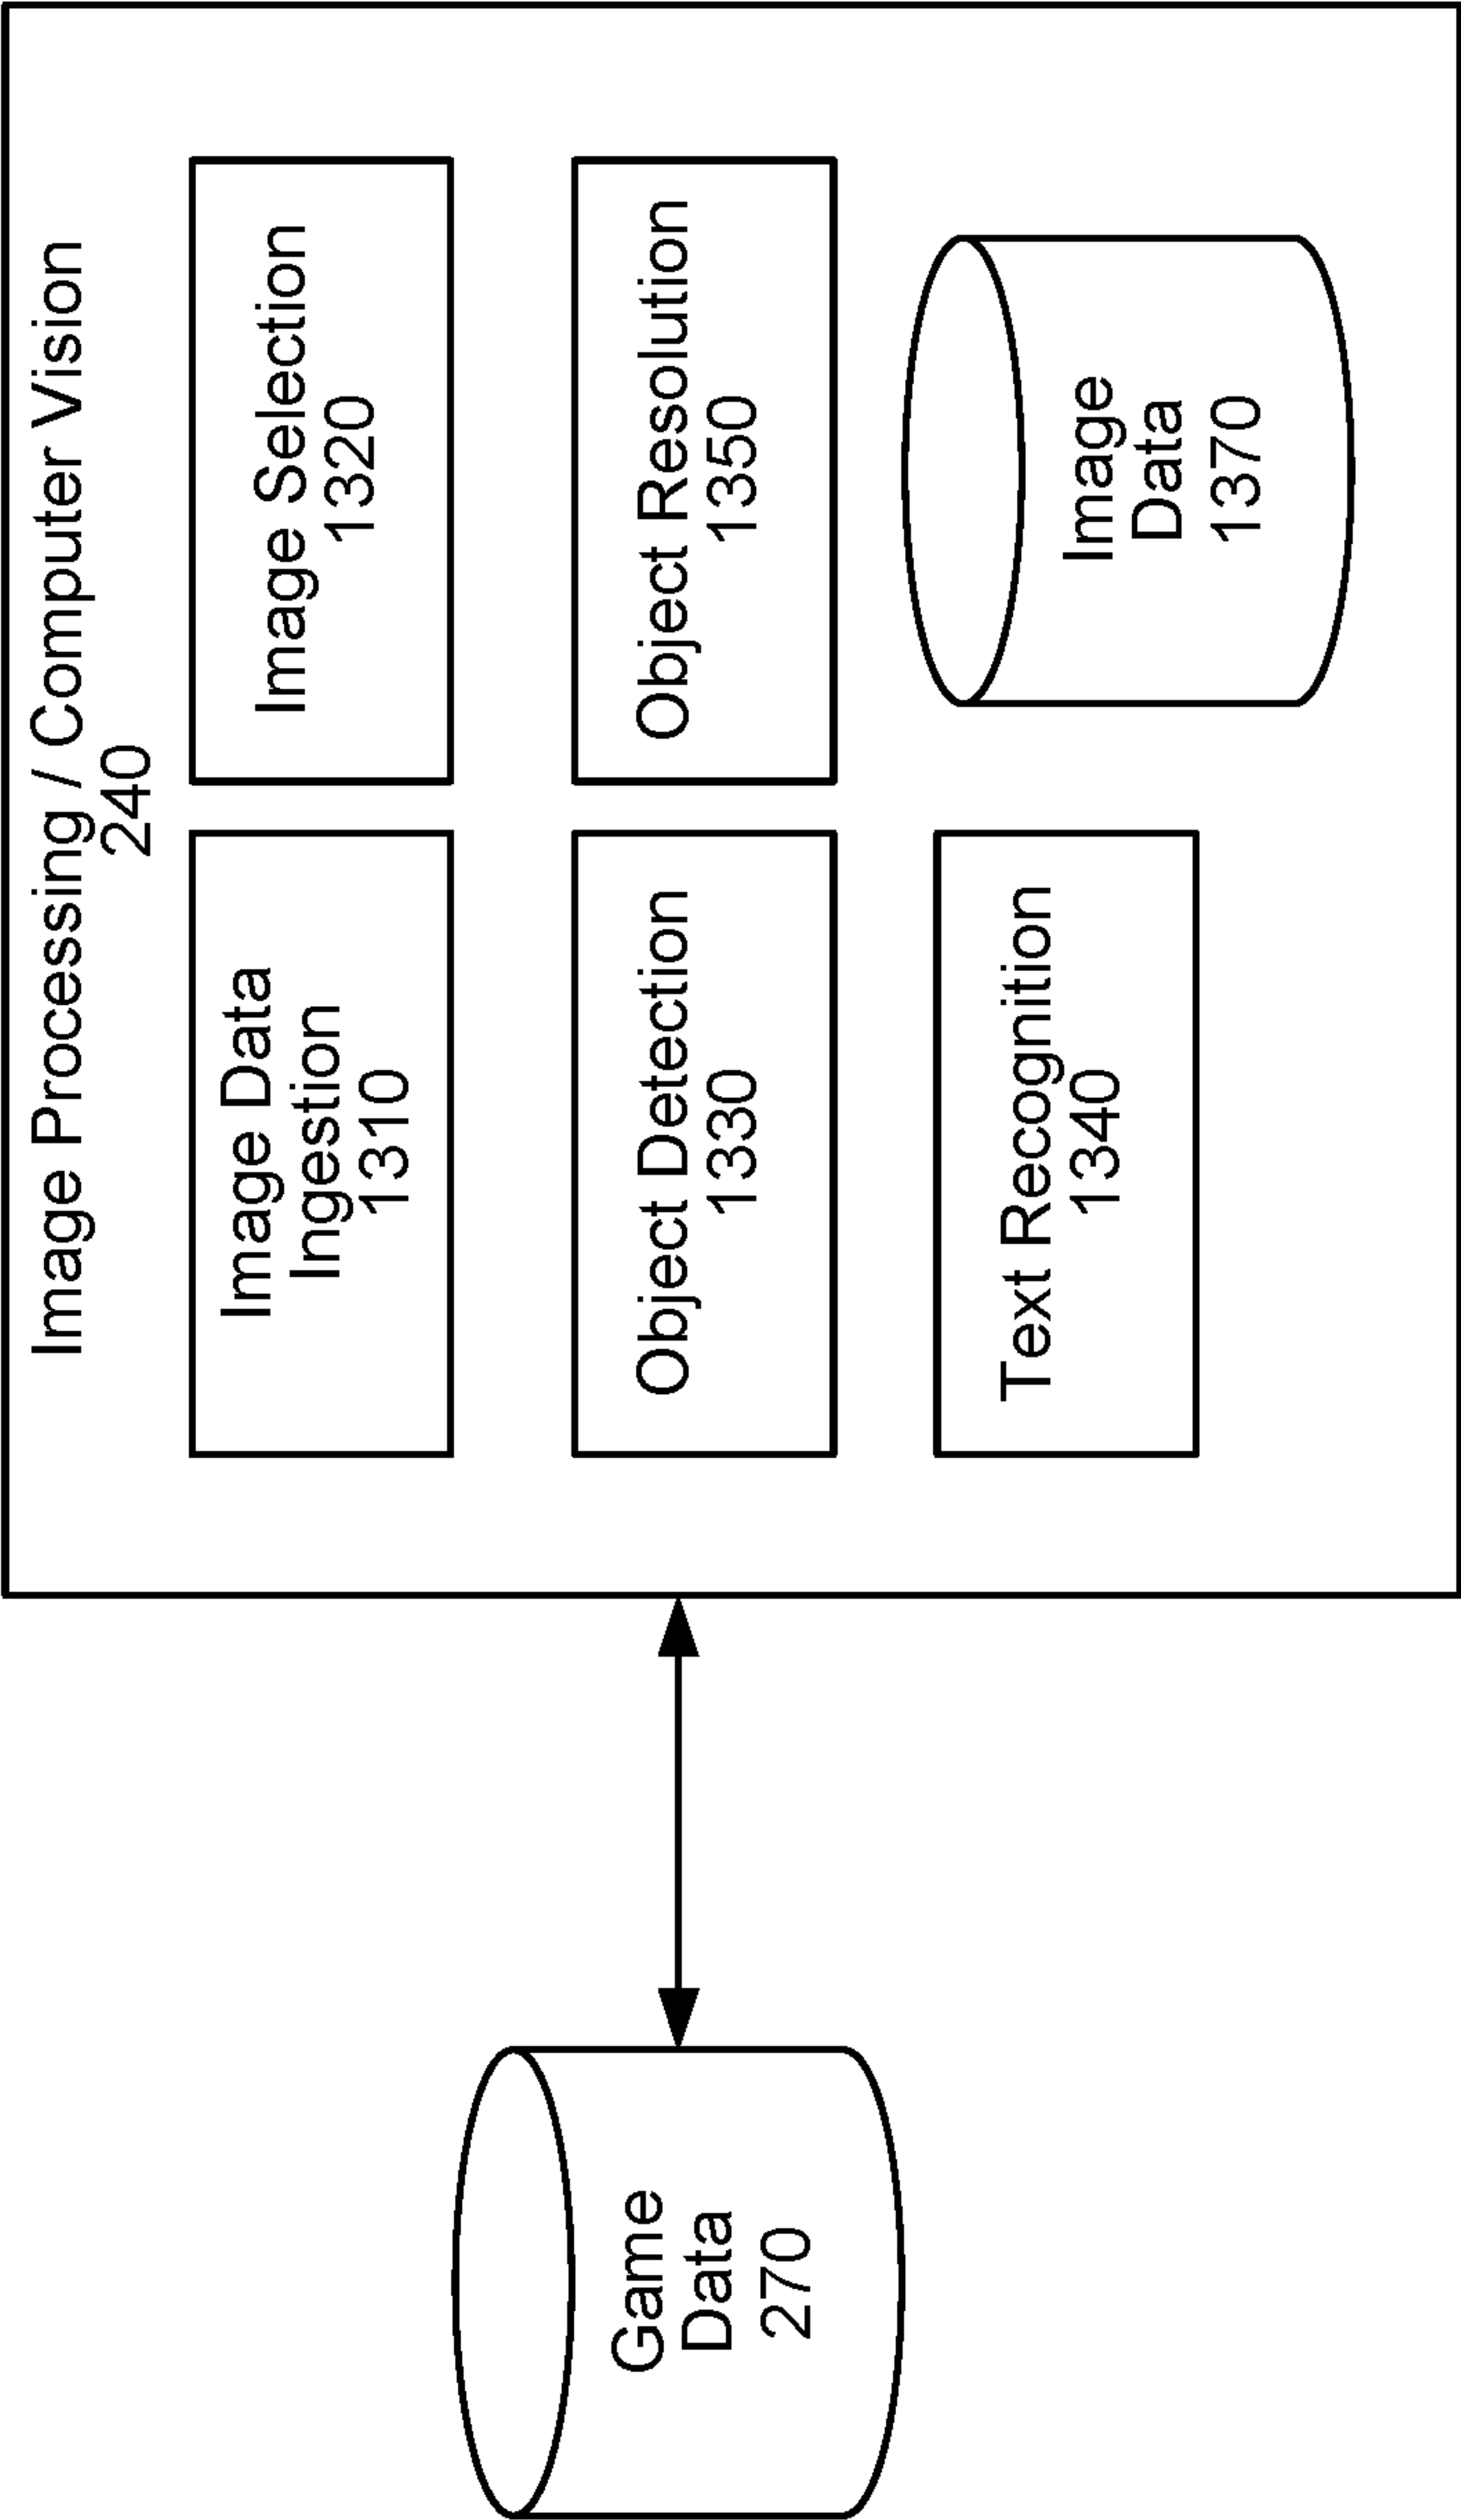 Image Processing / Computer Vision
240
Image Data
Ingestion
1310
Image Selection
1320
Object Detection
1330
Object Resolution
1350
Text Recognition
1340
Image
Data
1370
Game
Data
270